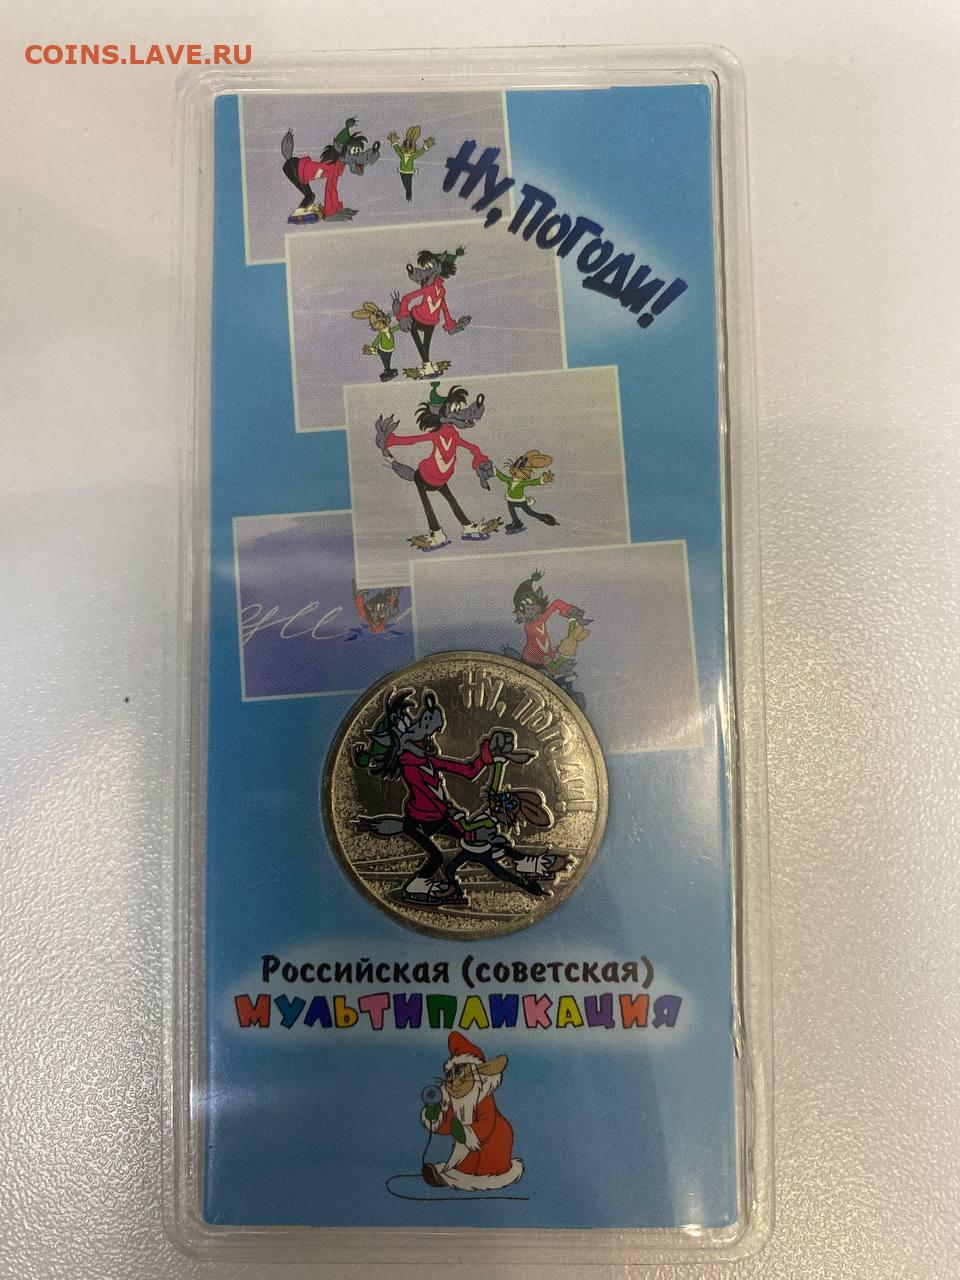 COINS.LAVE.RU
Ну, погоди!
Ну, погоди!
Российская (советская)
МУЛЬТИПЛИКАЦИЯ